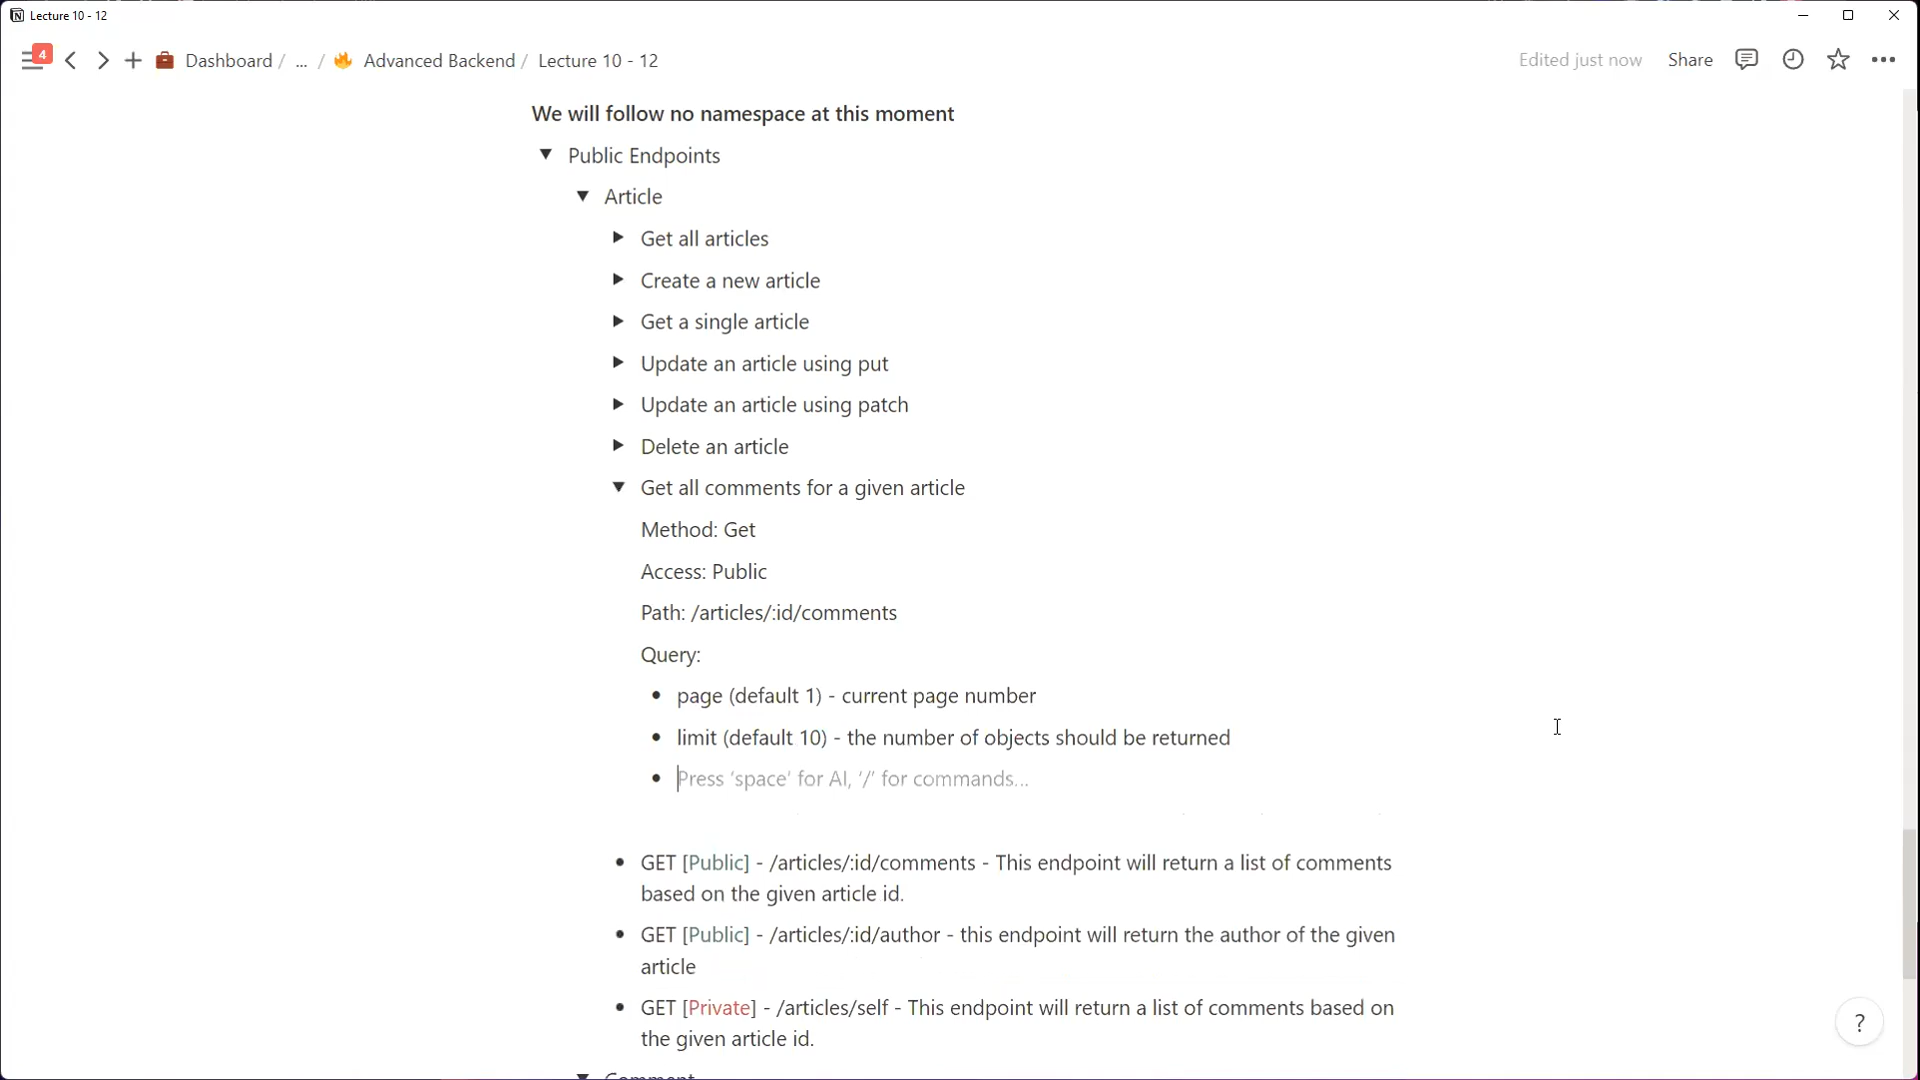 Lecture 10 - 12
4
Dashboard / ... / Advanced Backend / Lecture 10 - 12
Edited just now
Share
We will follow no namespace at this moment
Public Endpoints
Article
Get all articles
Create a new article
Get a single article
Update an article using put
Update an article using patch
Delete an article
Get all comments for a given article
Method: Get
Access: Public
Path: /articles/:id/comments
Query:
page (default 1) - current page number
limit (default 10) - the number of objects should be returned
Press 'space' for AI, '/' for commands...
GET [Public] - /articles/:id/comments - This endpoint will return a list of comments
based on the given article id.
GET [Public] - /articles/:id/author - this endpoint will return the author of the given
article
GET [Private] - /articles/self - This endpoint will return a list of comments based on
the given article id.
?
Comment